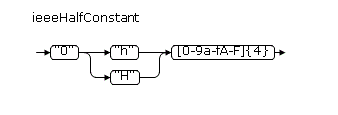 ieeeHalfConstant
"0" "h" [0-9a-fA-F]{4}
"H"